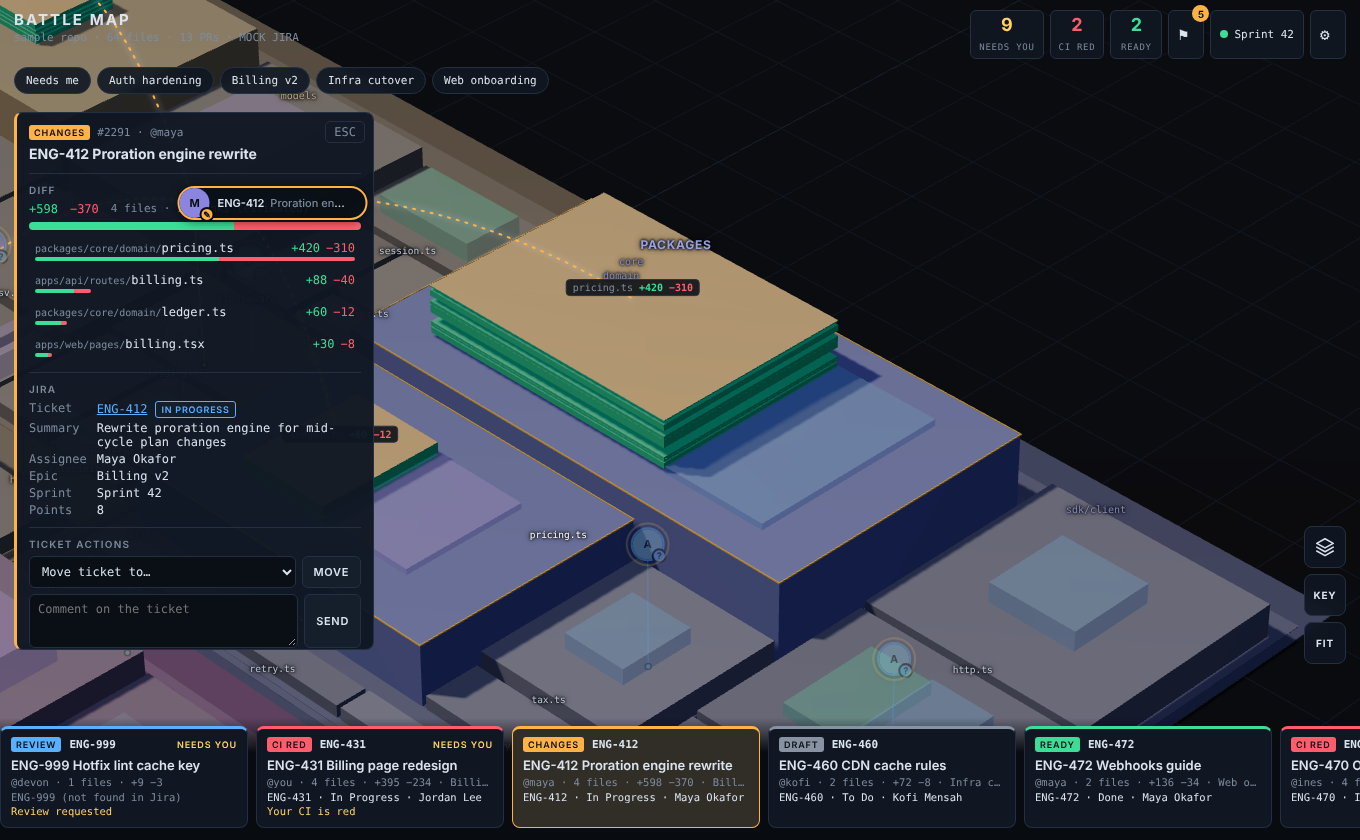 BATTLE MAP
9
NEEDS YOU
2
CI RED
2
READY
5
Sprint 42
Needs me
Auth hardening
Billing v2
Infra cutover
Web onboarding
models
CHANGES #2291 · @maya ESC
ENG-412 Proration engine rewrite
DIFF
+598 −370 4 files ·
M ENG-412 Proration en…
packages/core/domain/pricing.ts +420 −310
apps/api/routes/billing.ts +88 −40
packages/core/domain/ledger.ts +60 −12
apps/web/pages/billing.tsx +30 −8
JIRA
Ticket ENG-412 IN PROGRESS
Summary Rewrite proration engine for mid-
cycle plan changes
Assignee Maya Okafor
Epic Billing v2
Sprint Sprint 42
Points 8
TICKET ACTIONS
Move ticket to… MOVE
Comment on the ticket SEND
session.ts
PACKAGES
core
domain
pricing.ts +420 −310
−12
pricing.ts
A
?
sdk/client
A
?
http.ts
retry.ts
tax.ts
KEY
FIT
REVIEW ENG-999 NEEDS YOU
ENG-999 Hotfix lint cache key
@devon · 1 files · +9 −3
ENG-999 (not found in Jira)
Review requested
CI RED ENG-431 NEEDS YOU
ENG-431 Billing page redesign
@you · 4 files · +395 −234 · Billi…
ENG-431 · In Progress · Jordan Lee
Your CI is red
CHANGES ENG-412
ENG-412 Proration engine rewrite
@maya · 4 files · +598 −370 · Bill…
ENG-412 · In Progress · Maya Okafor
DRAFT ENG-460
ENG-460 CDN cache rules
@kofi · 2 files · +72 −8 · Infra c…
ENG-460 · To Do · Kofi Mensah
READY ENG-472
ENG-472 Webhooks guide
@maya · 2 files · +136 −34 · Web o…
ENG-472 · Done · Maya Okafor
CI RED ENG
ENG-470
@ines · 4
ENG-470 ·